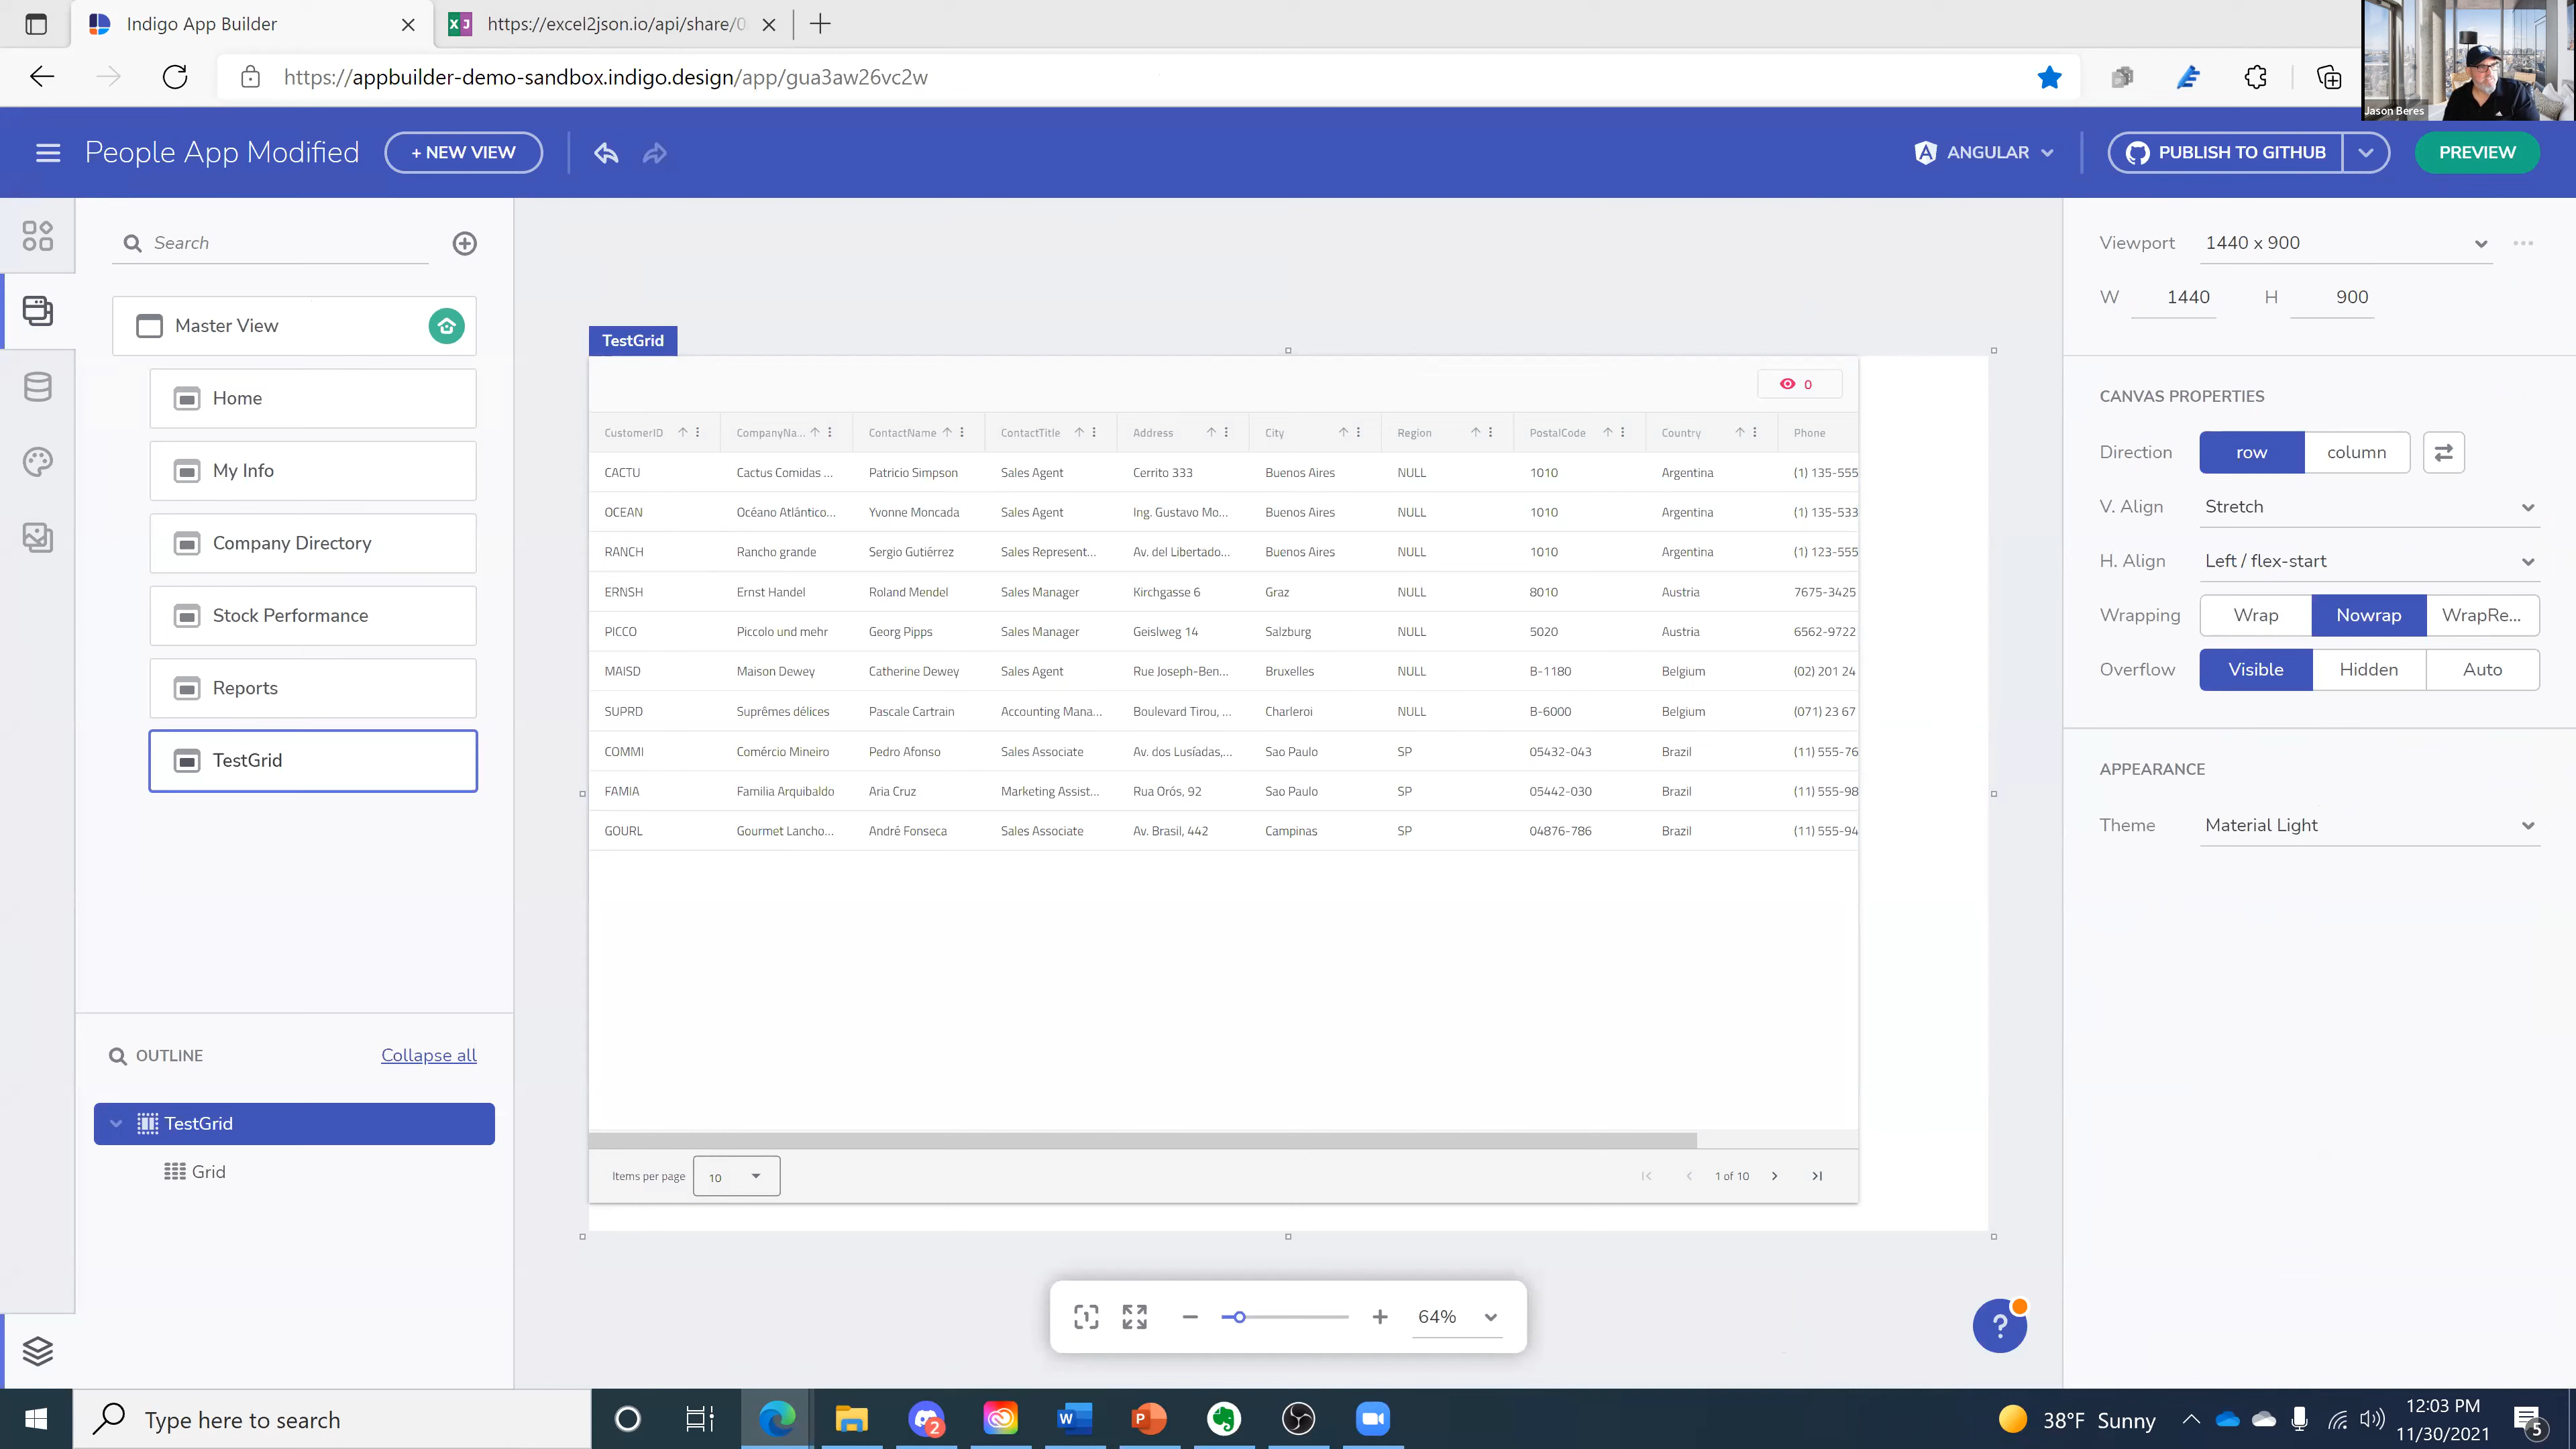 Indigo App Builder
https://excel2json.io/api/share/0
https://appbuilder-demo-sandbox.indigo.design/app/gua3aw26vc2w
Jason Beres
People App Modified
+ NEW VIEW
ANGULAR
PUBLISH TO GITHUB
PREVIEW
Search
Master View
Home
My Info
Company Directory
Stock Performance
Reports
TestGrid
OUTLINE
Collapse all
TestGrid
Grid
TestGrid
0
CustomerID CompanyNa... ContactName ContactTitle Address City Region PostalCode Country Phone
CACTU Cactus Comidas ... Patricio Simpson Sales Agent Cerrito 333 Buenos Aires NULL 1010 Argentina (1) 135-555
OCEAN Océano Atlántico... Yvonne Moncada Sales Agent Ing. Gustavo Mo... Buenos Aires NULL 1010 Argentina (1) 135-533
RANCH Rancho grande Sergio Gutiérrez Sales Represent... Av. del Libertado... Buenos Aires NULL 1010 Argentina (1) 123-555
ERNSH Ernst Handel Roland Mendel Sales Manager Kirchgasse 6 Graz NULL 8010 Austria 7675-3425
PICCO Piccolo und mehr Georg Pipps Sales Manager Geislweg 14 Salzburg NULL 5020 Austria 6562-9722
MAISD Maison Dewey Catherine Dewey Sales Agent Rue Joseph-Ben... Bruxelles NULL B-1180 Belgium (02) 201 24
SUPRD Suprêmes délices Pascale Cartrain Accounting Mana... Boulevard Tirou, ... Charleroi NULL B-6000 Belgium (071) 23 67
COMMI Comércio Mineiro Pedro Afonso Sales Associate Av. dos Lusíadas,... Sao Paulo SP 05432-043 Brazil (11) 555-76
FAMIA Familia Arquibaldo Aria Cruz Marketing Assist... Rua Orós, 92 Sao Paulo SP 05442-030 Brazil (11) 555-98
GOURL Gourmet Lancho... André Fonseca Sales Associate Av. Brasil, 442 Campinas SP 04876-786 Brazil (11) 555-94
Items per page 10
1 of 10
64%
?
Viewport 1440 x 900
W 1440 H 900
CANVAS PROPERTIES
Direction row column
V. Align Stretch
H. Align Left / flex-start
Wrapping Wrap Nowrap WrapRe...
Overflow Visible Hidden Auto
APPEARANCE
Theme Material Light
Type here to search
2
38°F Sunny
12:03 PM
11/30/2021
5